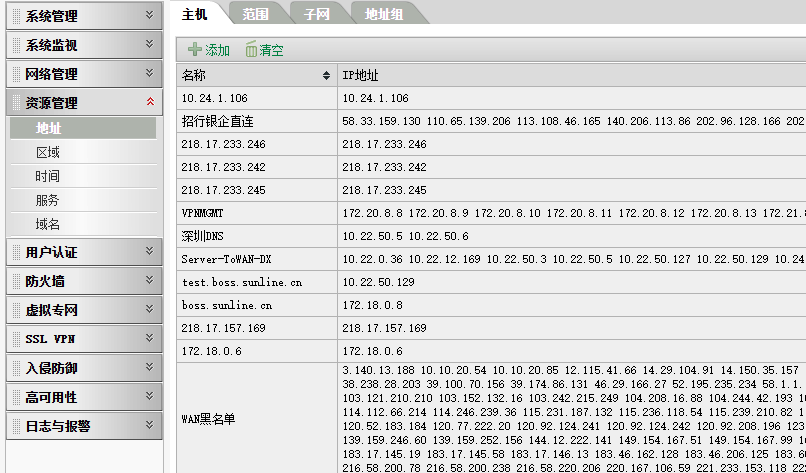 系统管理
系统监视
网络管理
资源管理
地址
区域
时间
服务
域名
用户认证
防火墙
虚拟专网
SSL VPN
入侵防御
高可用性
日志与报警
主机 范围 子网 地址组
添加 清空
名称 IP地址
10.24.1.106 10.24.1.106
招行银企直连 58.33.159.130 110.65.139.206 113.108.46.165 140.206.113.86 202.96.128.166 202
218.17.233.246 218.17.233.246
218.17.233.242 218.17.233.242
218.17.233.245 218.17.233.245
VPNMGMT 172.20.8.8 172.20.8.9 172.20.8.10 172.20.8.11 172.20.8.12 172.20.8.13 172.21.
深圳DNS 10.22.50.5 10.22.50.6
Server-ToWAN-DX 10.22.0.36 10.22.12.169 10.22.50.3 10.22.50.5 10.22.50.127 10.22.50.129 10.24
test.boss.sunline.cn 10.22.50.129
boss.sunline.cn 172.18.0.8
218.17.157.169 218.17.157.169
172.18.0.6 172.18.0.6
WAN黑名单
3.140.13.188 10.10.20.54 10.10.20.85 12.115.41.66 14.29.104.91 14.150.35.157
38.238.28.203 39.100.70.156 39.174.86.131 46.29.166.27 52.195.235.234 58.1.1.
103.121.210.210 103.152.132.16 103.242.215.249 104.208.16.88 104.244.42.193 10
114.112.66.214 114.246.239.36 115.231.187.132 115.236.118.54 115.239.210.82 1
120.52.183.184 120.77.222.20 120.92.124.241 120.92.124.242 120.92.208.196 123
139.159.246.60 139.159.252.156 144.12.222.141 149.154.167.51 149.154.167.99 1
183.17.145.19 183.17.145.58 183.17.146.13 183.46.162.128 183.46.206.125 183.6
216.58.200.78 216.58.200.238 216.58.220.206 220.167.106.59 221.233.153.118 22